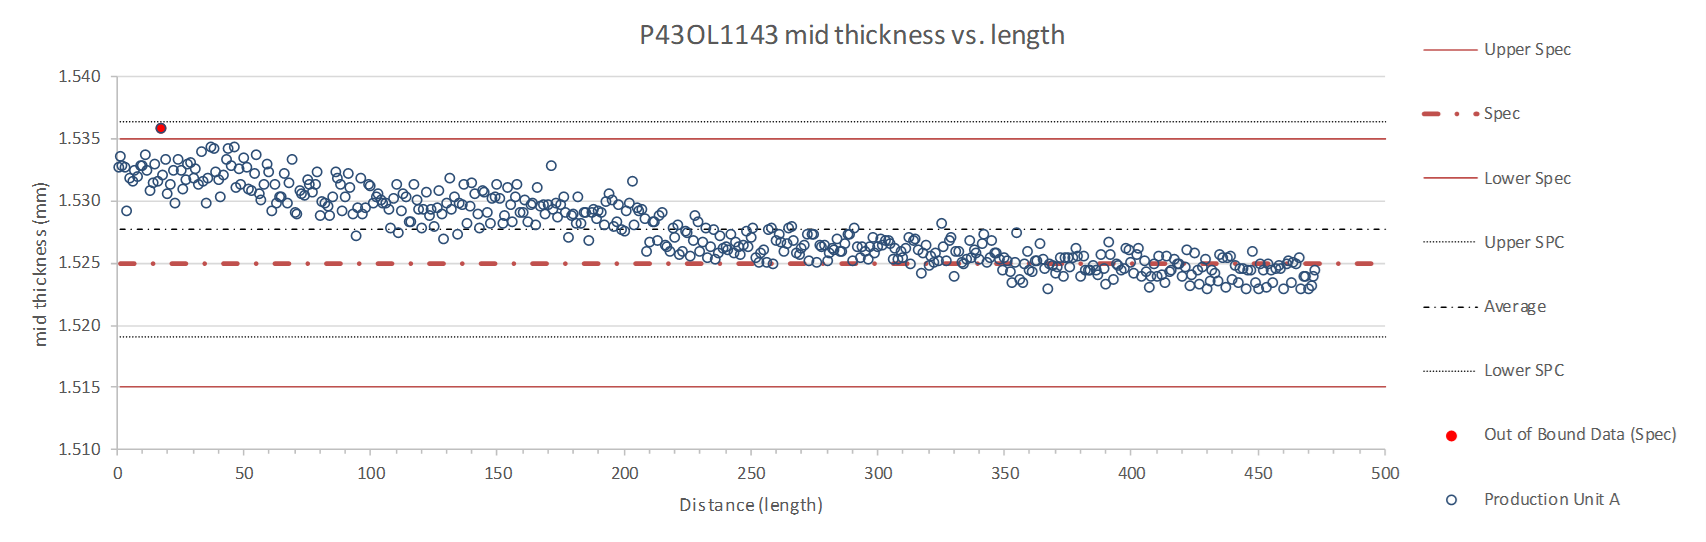 P43OL1143 mid thickness vs. length
Upper Spec
Spec
Lower Spec
Upper SPC
Average
Lower SPC
Out of Bound Data (Spec)
Production Unit A
mid thickness (mm)
1.540
1.535
1.530
1.525
1.520
1.515
1.510
0 50 100 150 200 250 300 350 400 450 500
Distance (length)